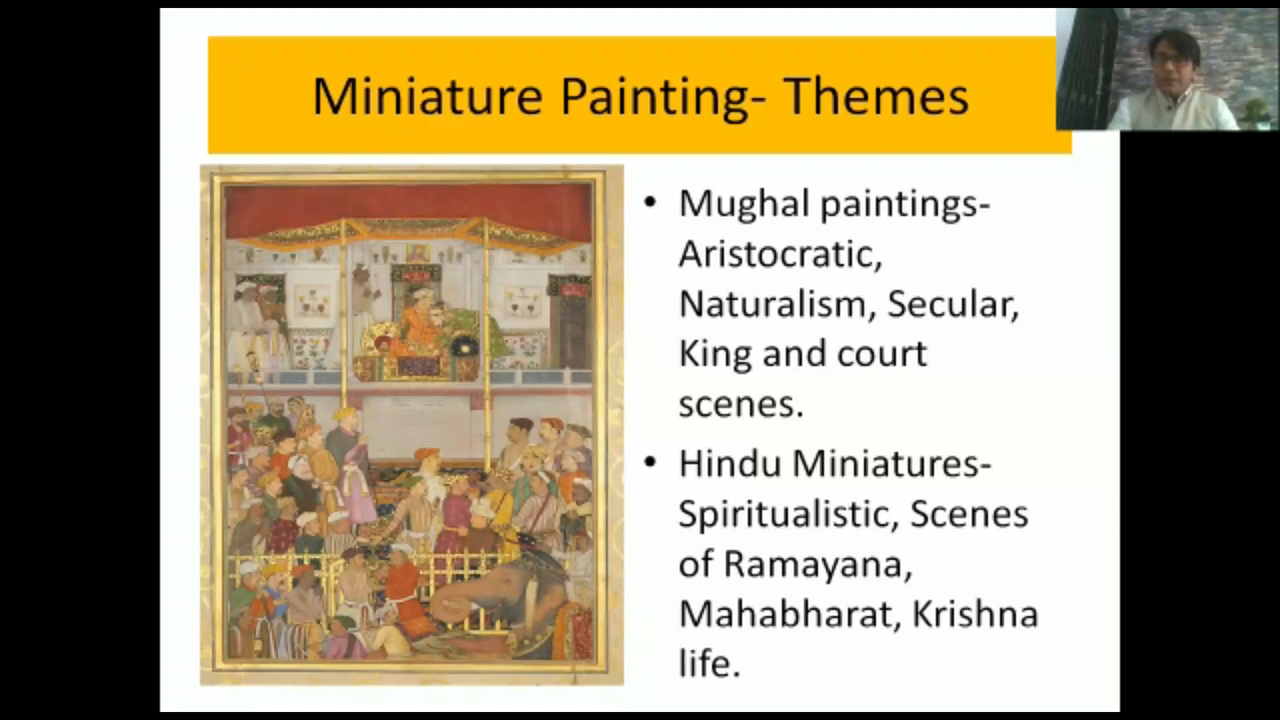 Miniature Painting- Themes
• Mughal paintings-
Aristocratic,
Naturalism, Secular,
King and court
scenes.
• Hindu Miniatures-
Spiritualistic, Scenes
of Ramayana,
Mahabharat, Krishna
life.